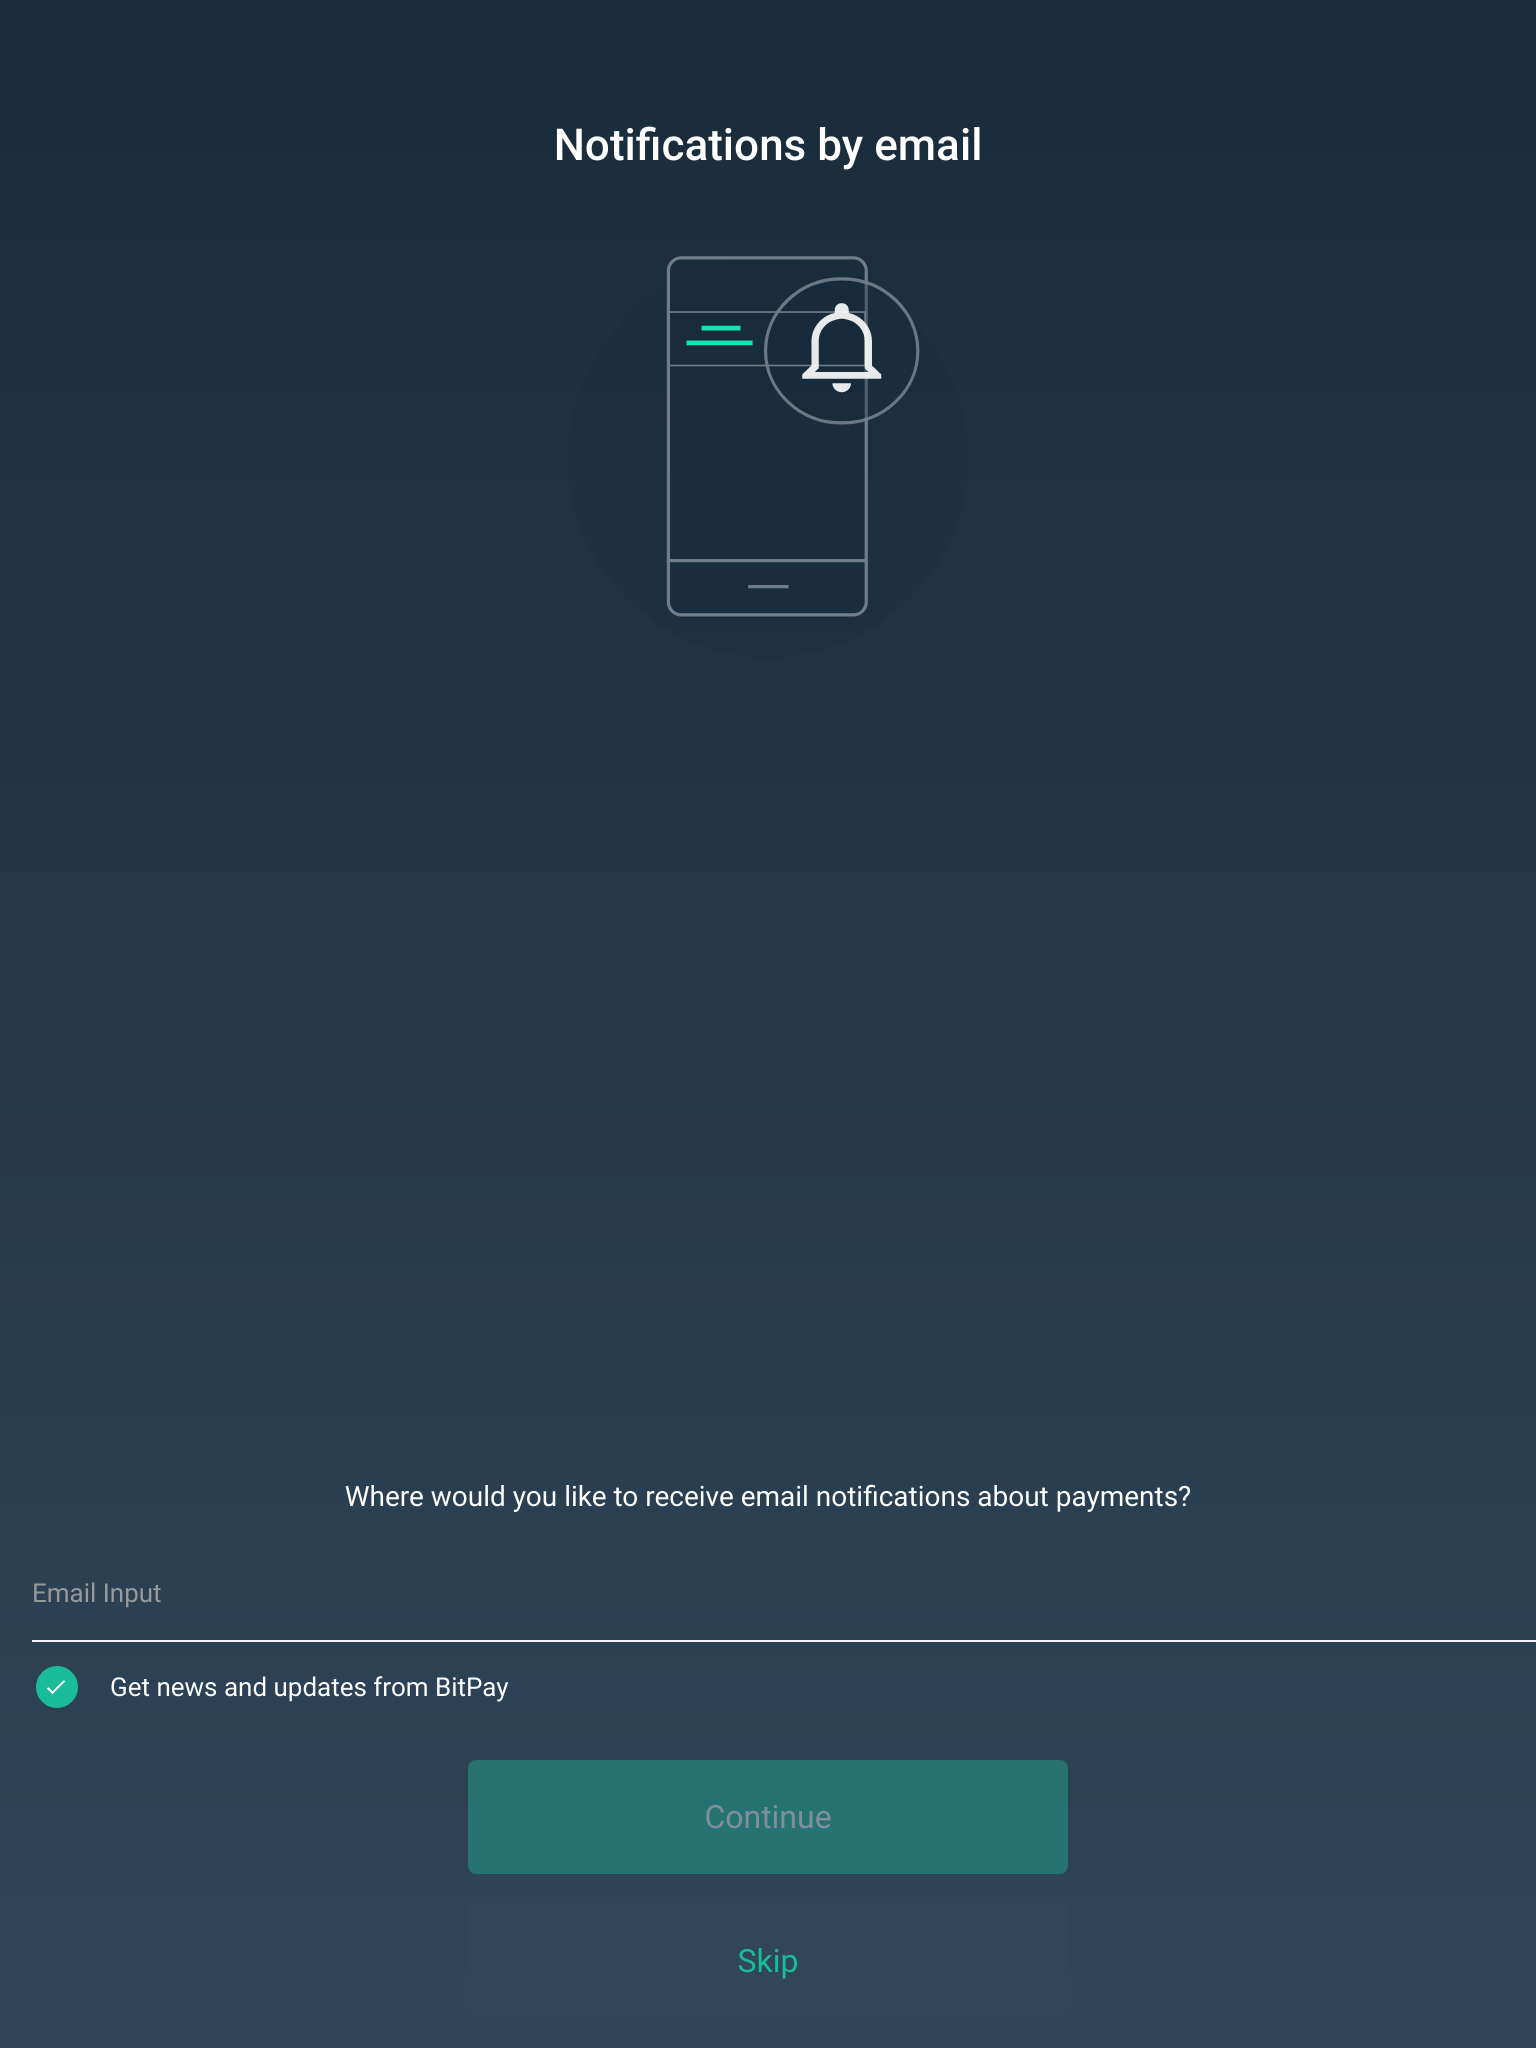 Notifications by email
Where would you like to receive email notifications about payments?
Email Input
Get news and updates from BitPay
Continue
Skip